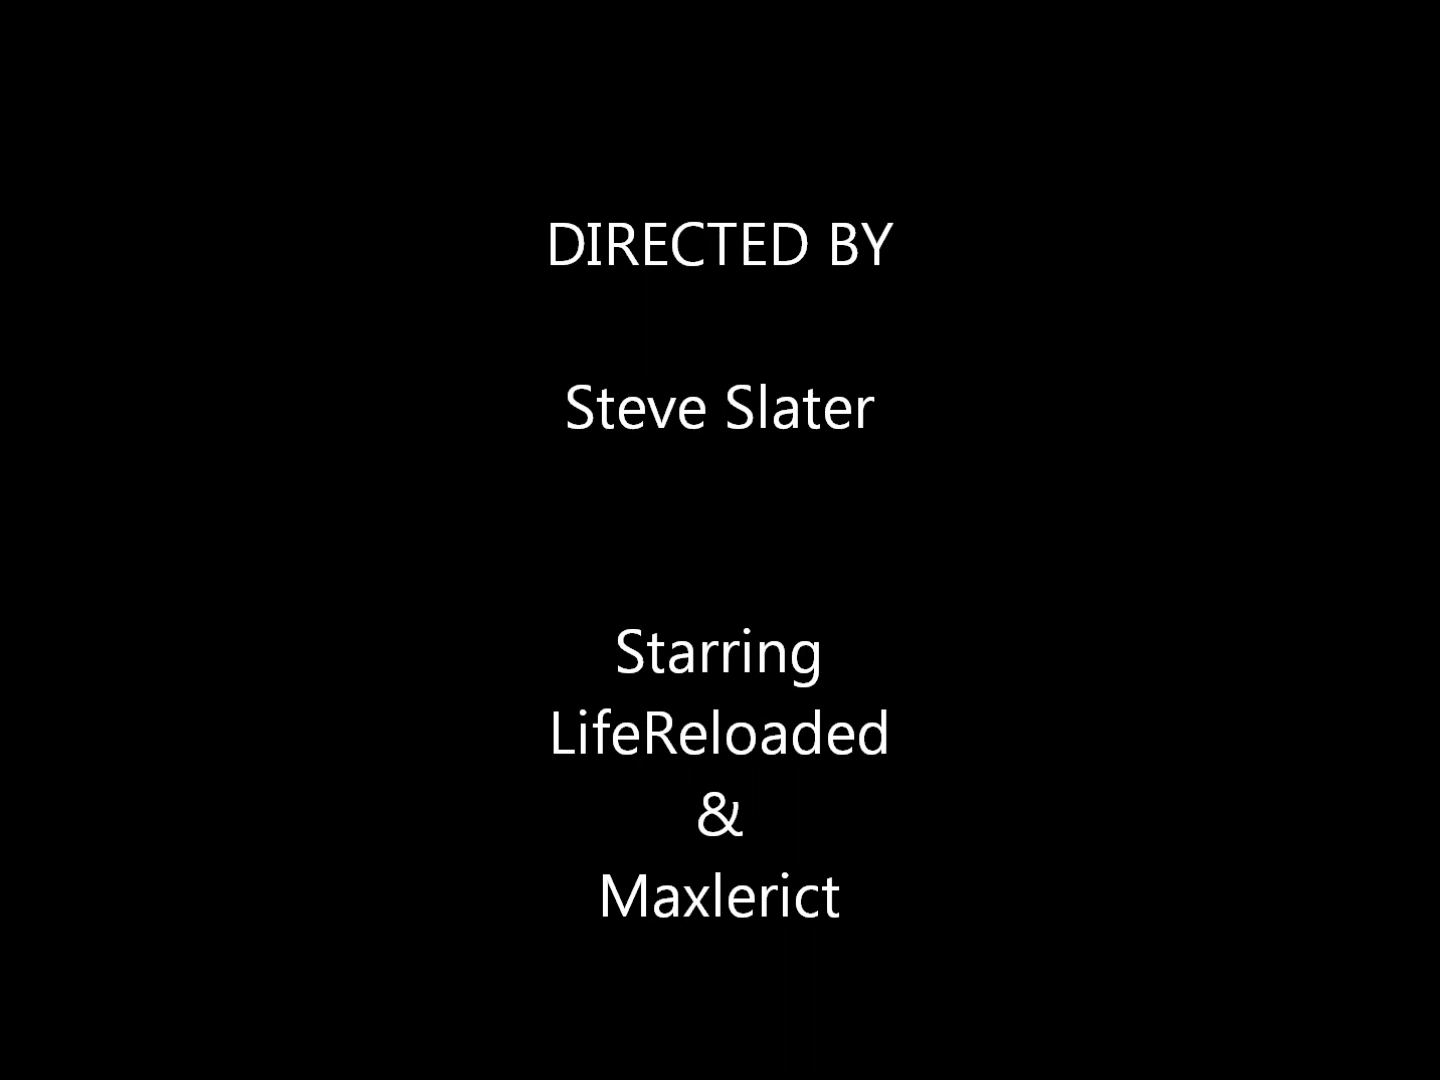 DIRECTED BY
Steve Slater
Starring
LifeReloaded
&
Maxlerict